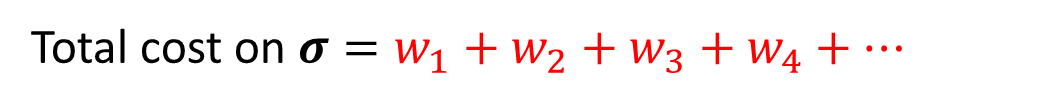 Total cost on σ = w₁ + w₂ + w₃ + w₄ + ⋯